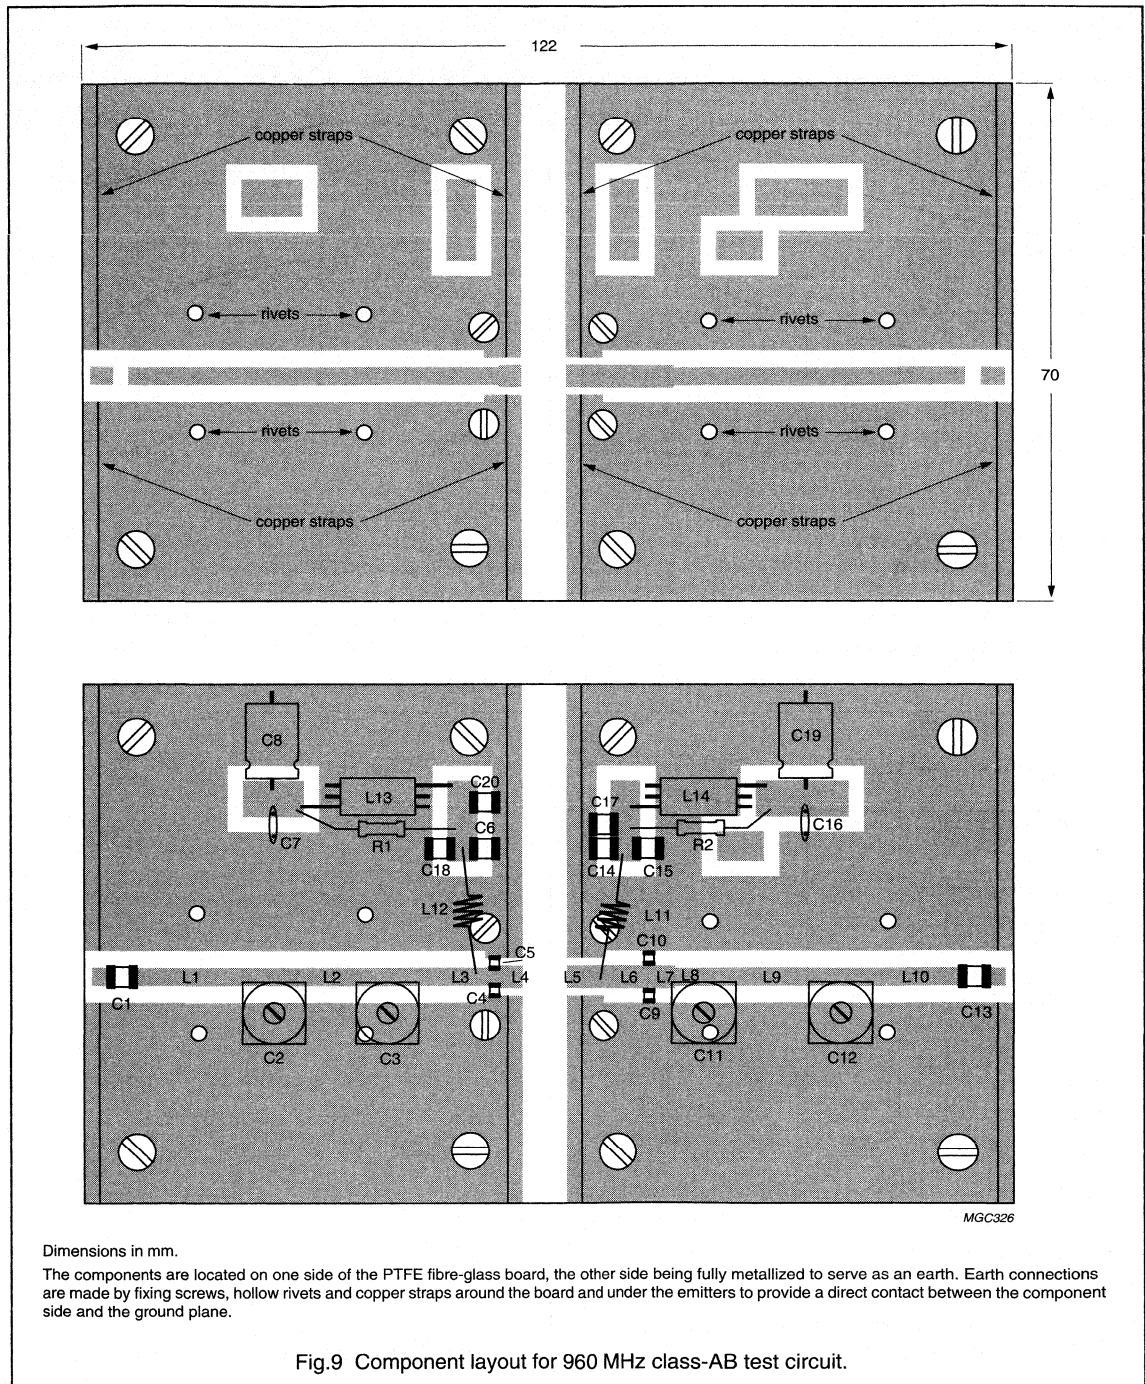 122
copper straps
copper straps
rivets
rivets
70
rivets
rivets
copper straps
copper straps
C8
C19
L13
C20
C17
L14
C7
R1
C6
R2
C16
C18
C14
C15
L12
L11
C5
C10
L1
L2
L3
L4
L5
L6
L7
L8
L9
L10
C1
C4
C9
C13
C2
C3
C11
C12
MGC326
Dimensions in mm.
The components are located on one side of the PTFE fibre-glass board, the other side being fully metallized to serve as an earth. Earth connections
are made by fixing screws, hollow rivets and copper straps around the board and under the emitters to provide a direct contact between the component
side and the ground plane.
Fig.9 Component layout for 960 MHz class-AB test circuit.